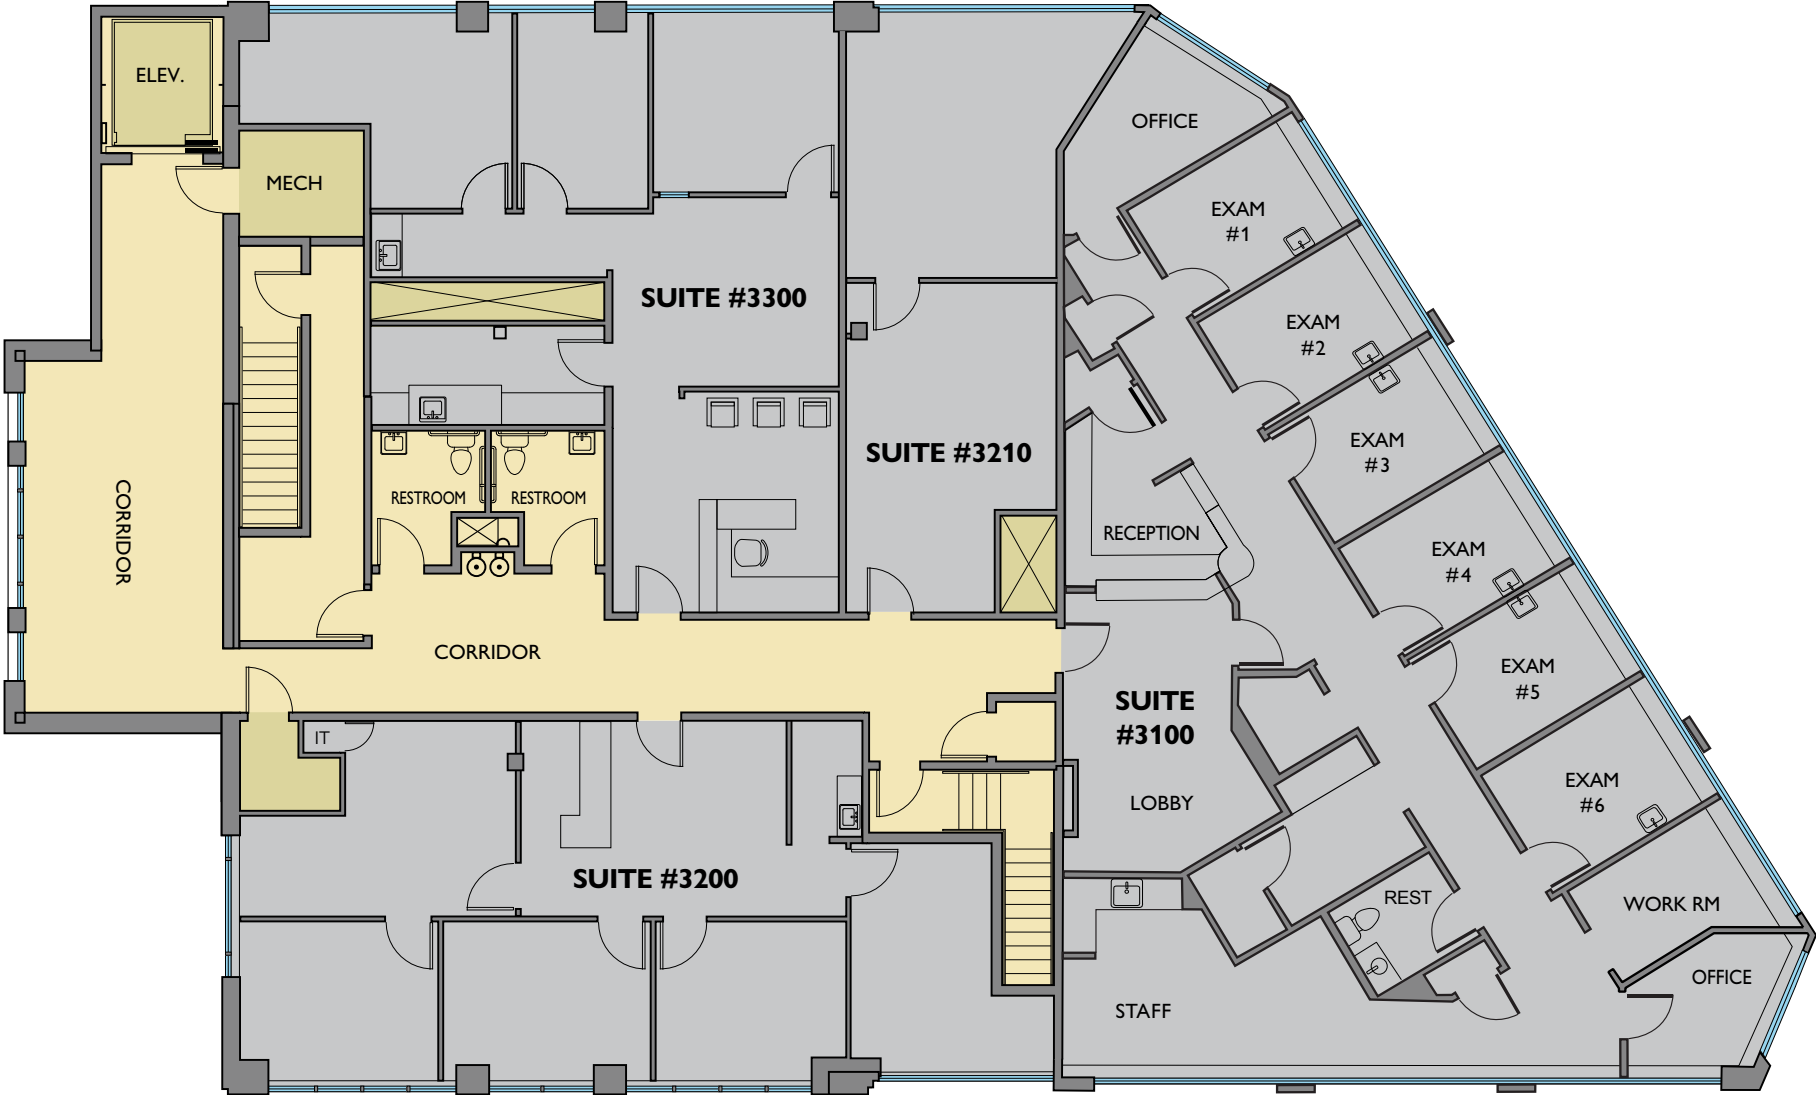 ELEV.
MECH
OFFICE
EXAM
#1
SUITE #3300
EXAM
#2
EXAM
#3
SUITE #3210
CORRIDOR
RESTROOM
RESTROOM
RECEPTION
EXAM
#4
CORRIDOR
EXAM
#5
SUITE
#3100
IT
EXAM
#6
LOBBY
SUITE #3200
REST
WORK RM
OFFICE
STAFF